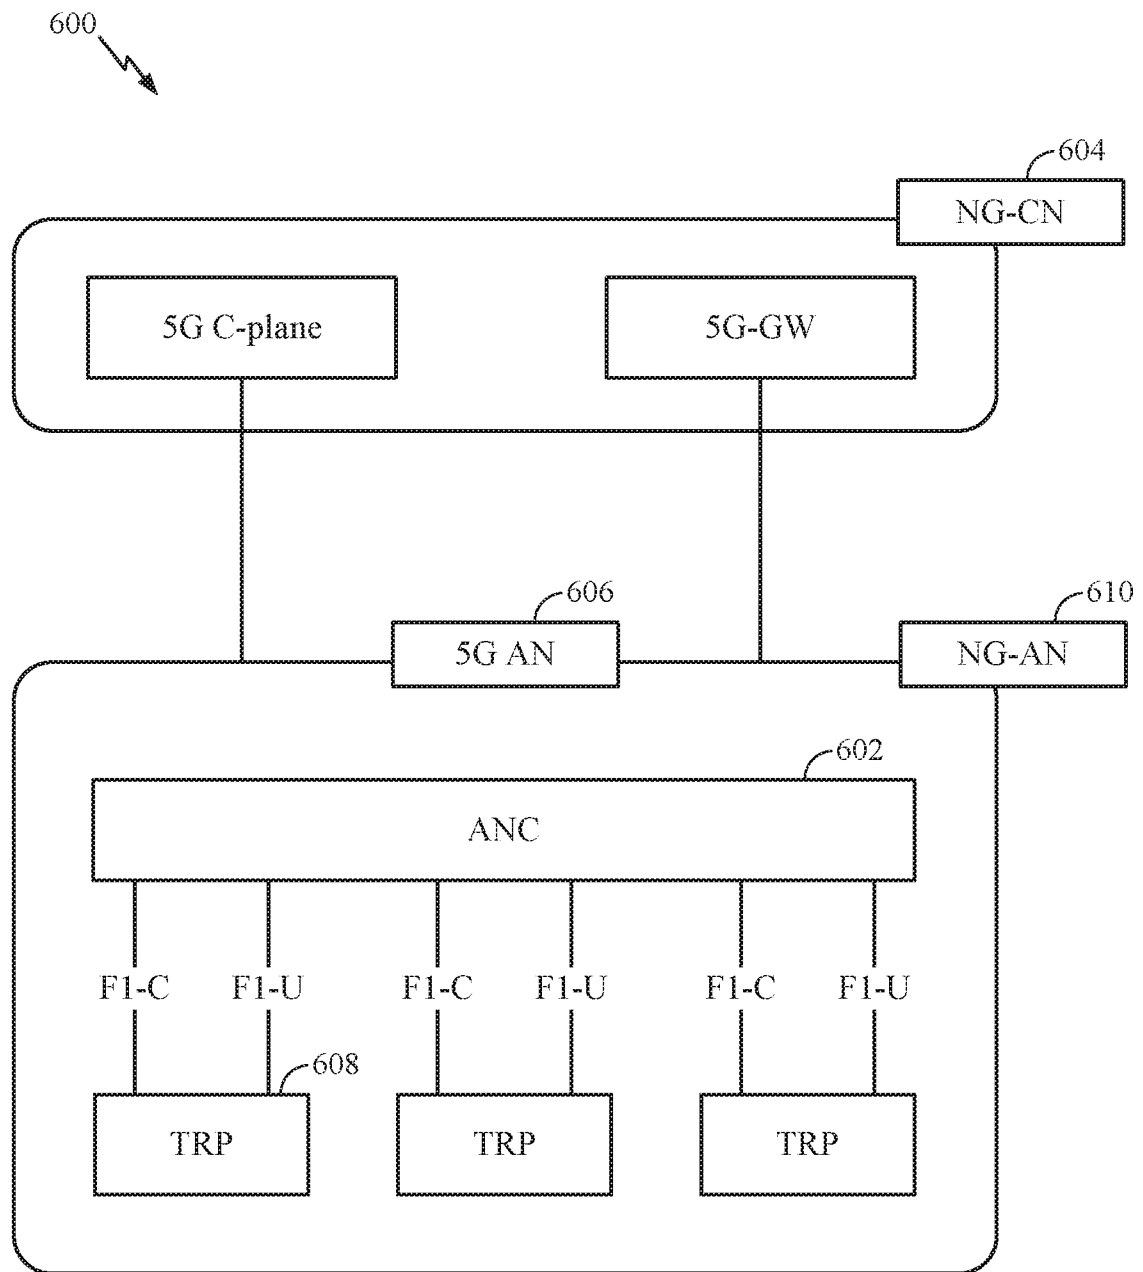 600
604
NG-CN
5G C-plane
5G-GW
606
610
5G AN
NG-AN
602
ANC
F1-C F1-U F1-C F1-U F1-C F1-U
608
TRP TRP TRP